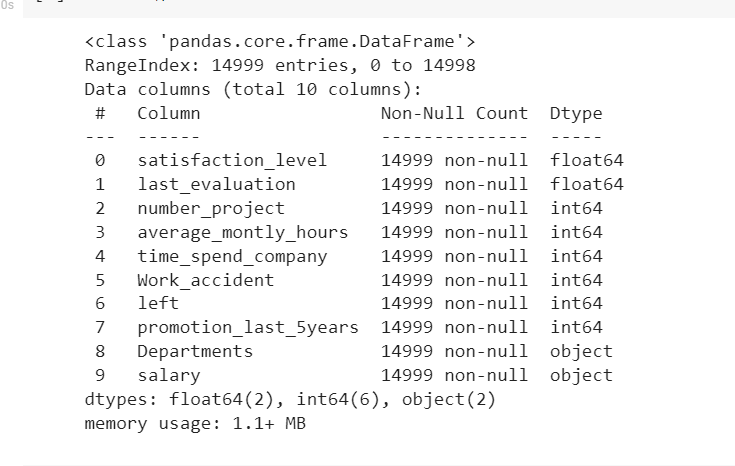 0s
<class 'pandas.core.frame.DataFrame'>
RangeIndex: 14999 entries, 0 to 14998
Data columns (total 10 columns):
 #   Column                 Non-Null Count  Dtype
---  ------                 --------------  -----
 0   satisfaction_level     14999 non-null  float64
 1   last_evaluation        14999 non-null  float64
 2   number_project         14999 non-null  int64
 3   average_montly_hours   14999 non-null  int64
 4   time_spend_company     14999 non-null  int64
 5   Work_accident          14999 non-null  int64
 6   left                   14999 non-null  int64
 7   promotion_last_5years  14999 non-null  int64
 8   Departments            14999 non-null  object
 9   salary                 14999 non-null  object
dtypes: float64(2), int64(6), object(2)
memory usage: 1.1+ MB